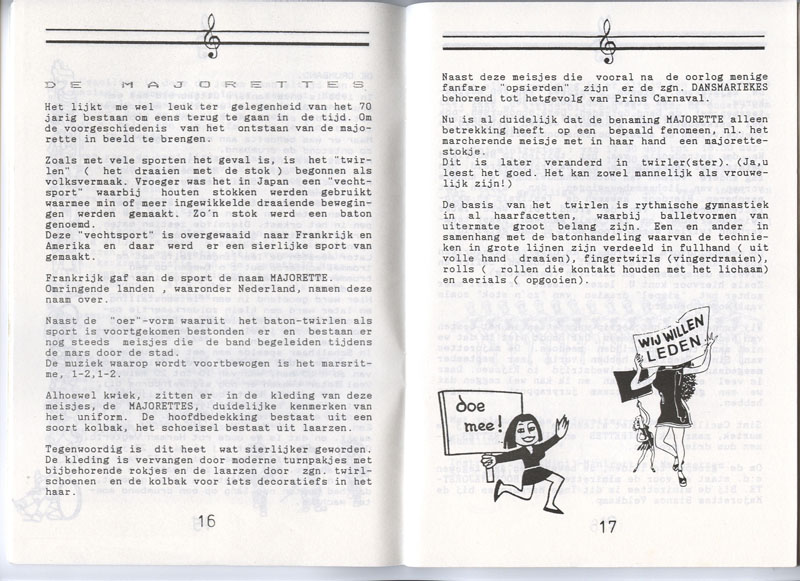 DE MAJORETTES
Het lijkt me wel leuk ter gelegenheid van het 70
jarig bestaan om eens terug te gaan in de tijd. Om
de voorgeschiedenis van het ontstaan van de majo-
rette in beeld te brengen.
Zoals met vele sporten het geval is, is het "twir-
len" ( het draaien met de stok ) begonnen als
volksvermaak. Vroeger was het in Japan een "vecht-
sport" waarbij houten stokken werden gebruikt
waarmee min of meer ingewikkelde draaiende bewegin-
gen werden gemaakt. Zo'n stok werd een baton
genoemd.
Deze "vechtsport" is overgewaaid naar Frankrijk en
Amerika en daar werd er een sierlijke sport van
gemaakt.
Frankrijk gaf aan de sport de naam MAJORETTE.
Omringende landen , waaronder Nederland, namen deze
naam over.
Naast de "oer"-vorm waaruit het baton-twirlen als
sport is voortgekomen bestonden er en bestaan er
nog steeds meisjes die de band begeleiden tijdens
de mars door de stad.
De muziek waarop wordt voortbewogen is het marsrit-
me, 1-2,1-2.
Alhoewel kwiek, zitten er in de kleding van deze
meisjes, de MAJORETTES, duidelijke kenmerken van
het uniform. De hoofdbedekking bestaat uit een
soort kolbak, het schoeisel bestaat uit laarzen.
Tegenwoordig is dit heet wat sierlijker geworden.
De kleding is vervangen door moderne turnpakjes met
bijbehorende rokjes en de laarzen door zgn. twirl-
schoenen en de kolbak voor iets decoratiefs in het
haar.
16
Naast deze meisjes die vooral na de oorlog menige
fanfare "opsierden" zijn er de zgn. DANSMARIEKES
behorend tot hetgevolg van Prins Carnaval.
Nu is al duidelijk dat de benaming MAJORETTE alleen
betrekking heeft op een bepaald fenomeen, nl. het
marcherende meisje met in haar hand een majorette-
stokje.
Dit is later veranderd in twirler(ster). (Ja,u
leest het goed. Het kan zowel mannelijk als vrouwe-
lijk zijn!)
De basis van het twirlen is rythmische gymnastiek
in al haarfacetten, waarbij balletvormen van
uitermate groot belang zijn. Een en ander in
samenhang met de batonhandeling waarvan de technie-
ken in grote lijnen zijn verdeeld in fullhand ( uit
volle hand draaien), fingertwirls (vingerdraaien),
rolls ( rollen die kontakt houden met het lichaam)
en aerials ( opgooien).
WIJ WILLEN
LEDEN
doe
mee!
17